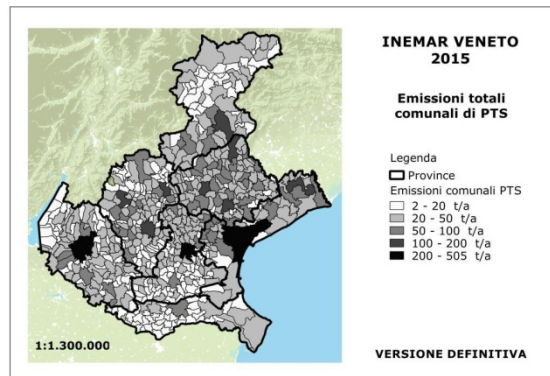 INEMAR VENETO
2015
Emissioni totali
comunali di PTS
Legenda
Province
Emissioni comunali PTS
2 - 20 t/a
20 - 50 t/a
50 - 100 t/a
100 - 200 t/a
200 - 505 t/a
1:1.300.000
VERSIONE DEFINITIVA